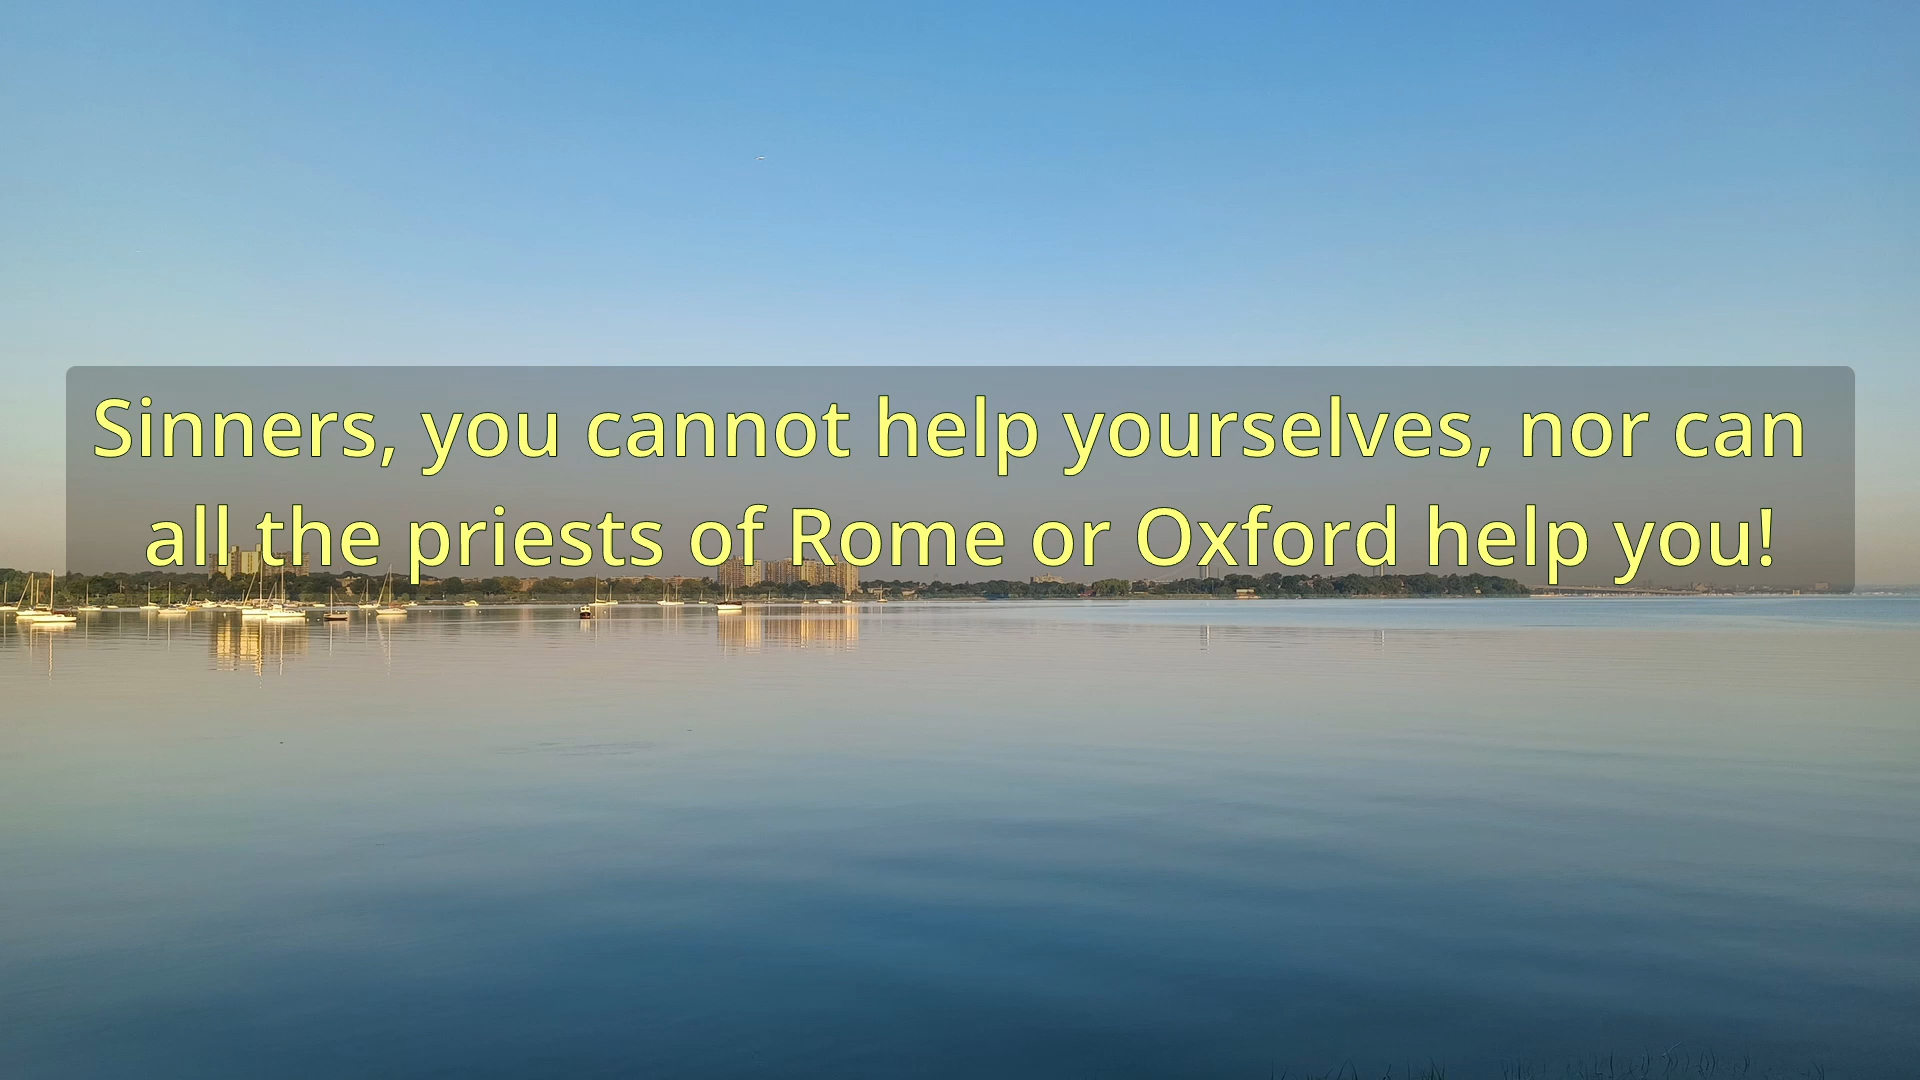 Sinners, you cannot help yourselves, nor can
all the priests of Rome or Oxford help you!